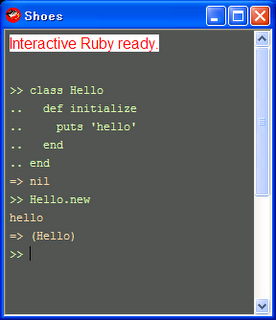 Shoes
Interactive Ruby ready.
>> class Hello
..   def initialize
..     puts 'hello'
..   end
.. end
=> nil
>> Hello.new
hello
=> (Hello)
>>